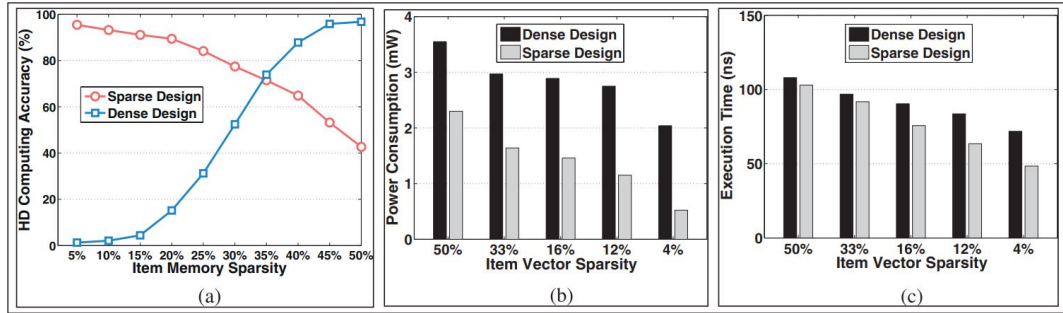 HD Computing Accuracy (%)
100
80
60
40
20
0
Sparse Design
Dense Design
5% 10% 15% 20% 25% 30% 35% 40% 45% 50%
Item Memory Sparsity
(a)
Power Consumption (mW)
4
3
2
1
0
Dense Design
Sparse Design
50% 33% 16% 12% 4%
Item Vector Sparsity
(b)
Execution Time (ns)
150
100
50
0
Dense Design
Sparse Design
50% 33% 16% 12% 4%
Item Vector Sparsity
(c)